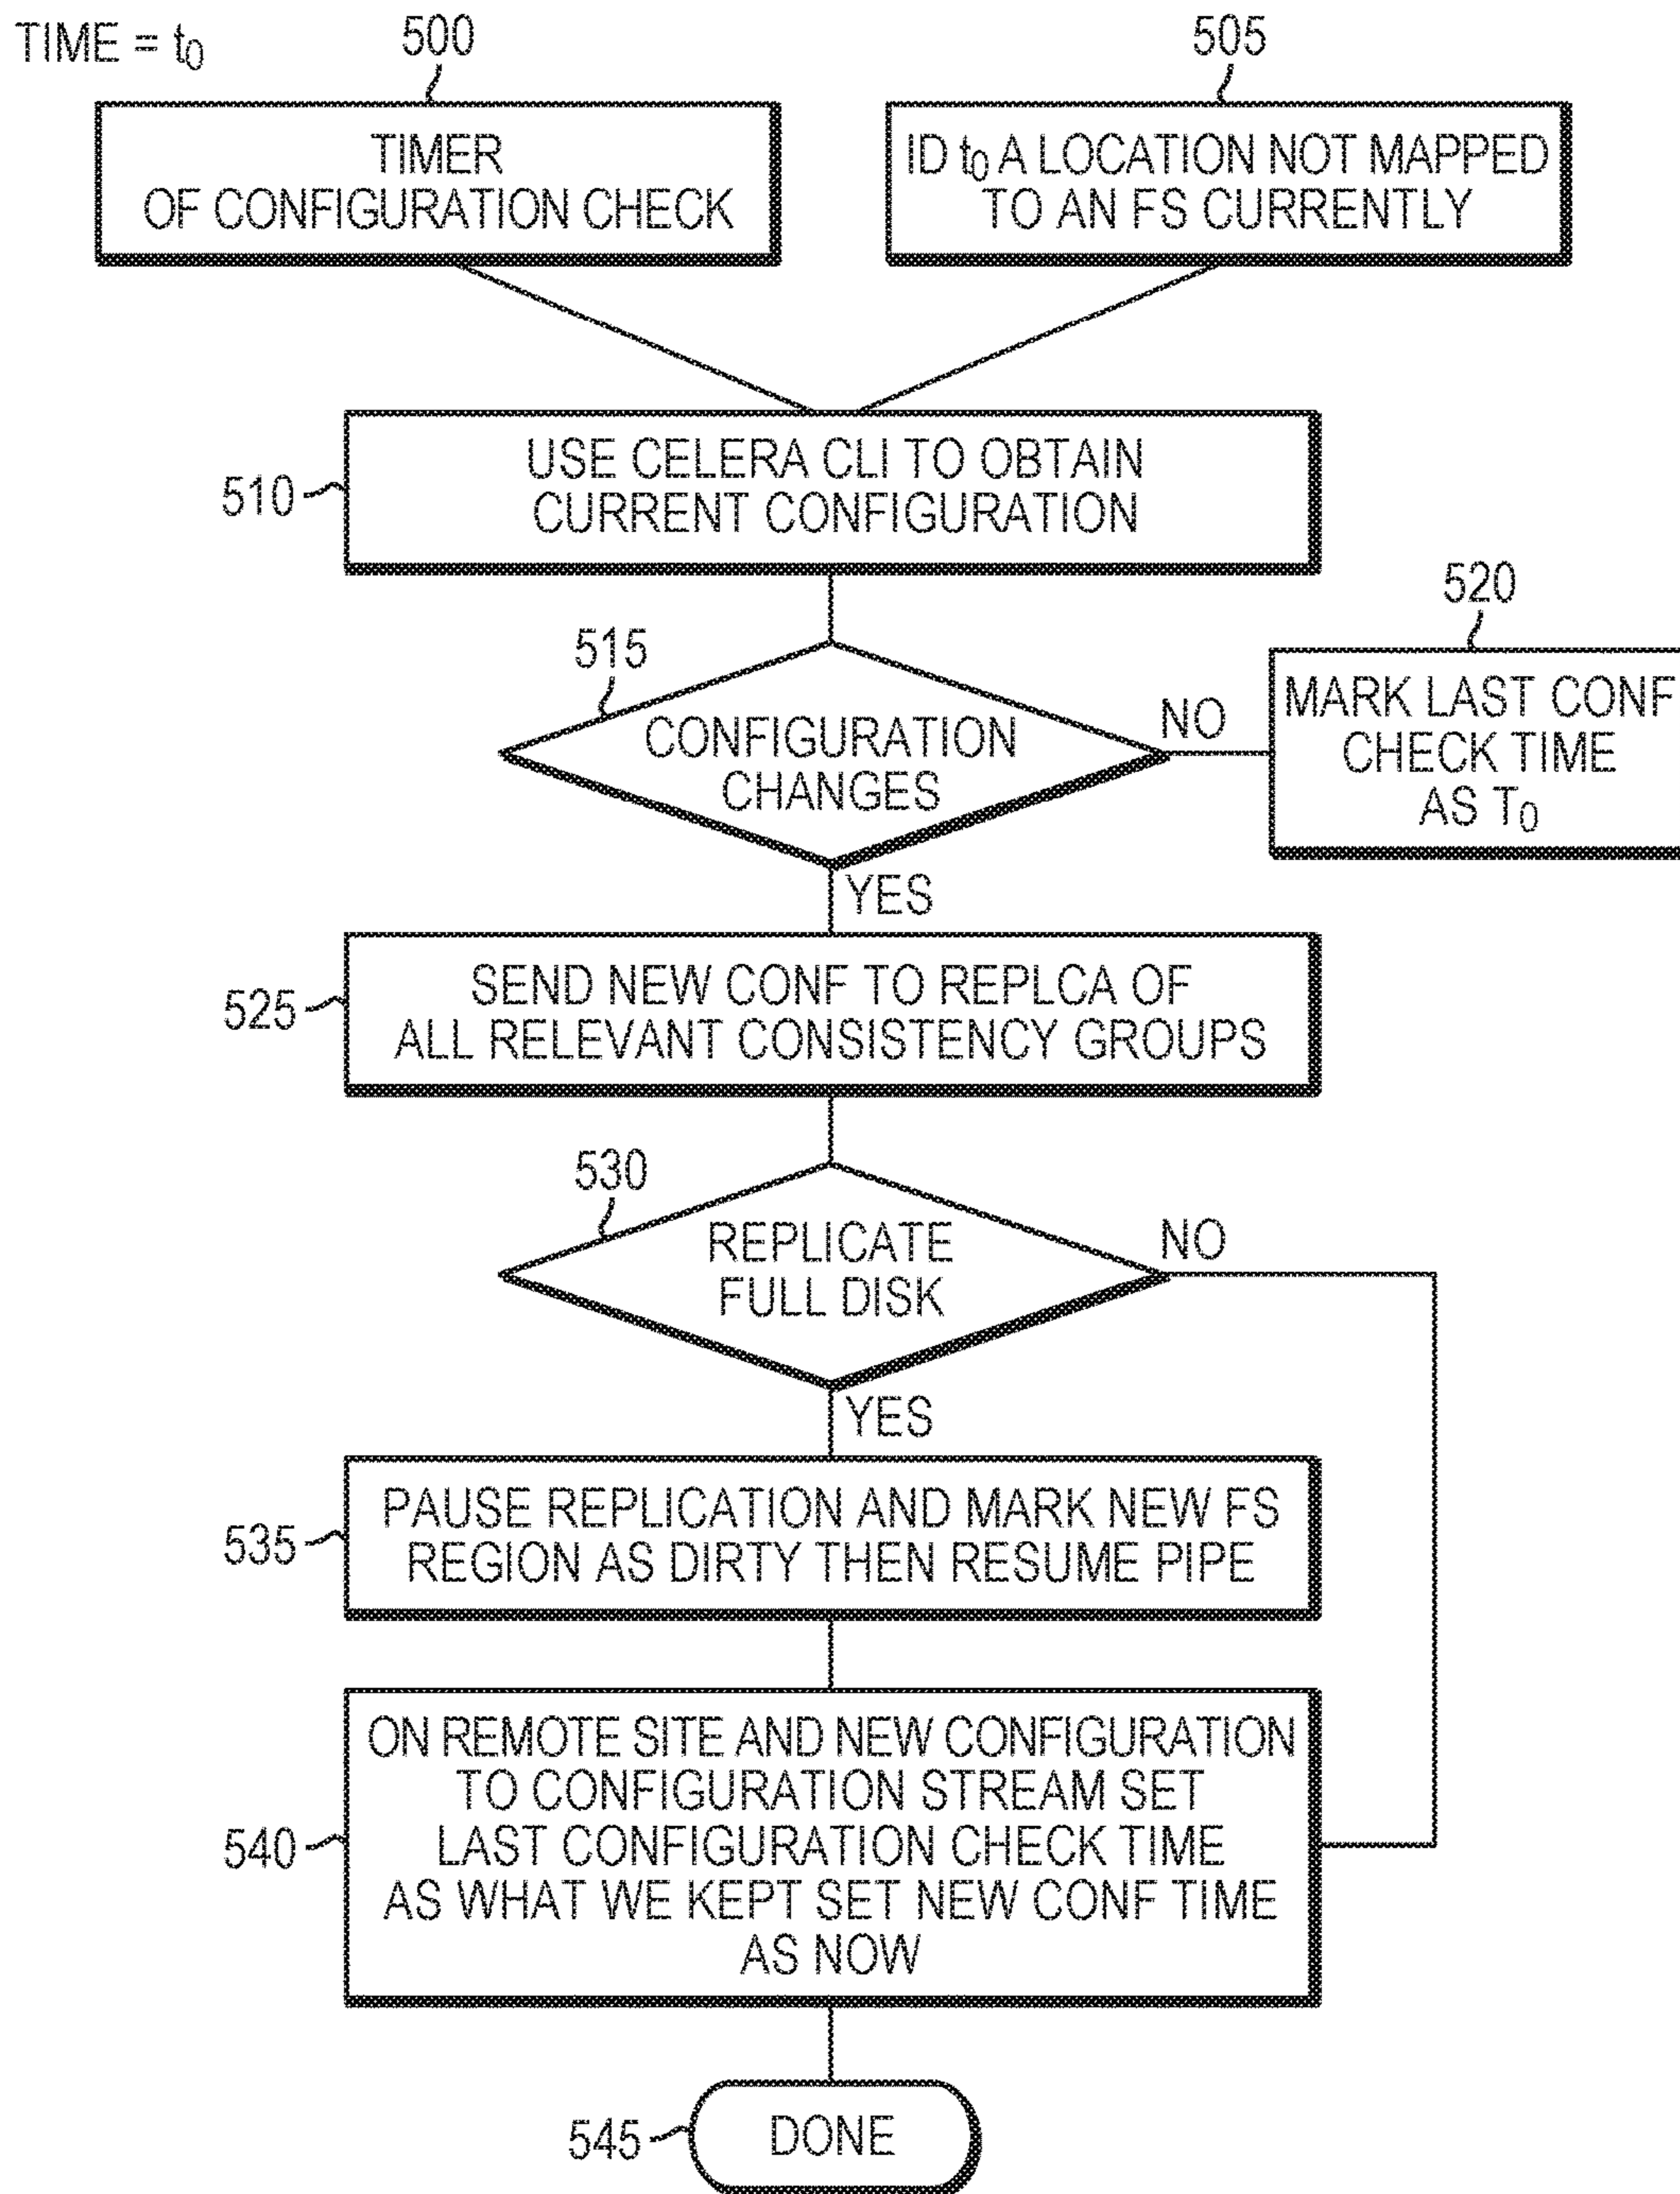 TIME = t0
500
505
TIMER
OF CONFIGURATION CHECK
ID t0 A LOCATION NOT MAPPED
TO AN FS CURRENTLY
510
USE CELERA CLI TO OBTAIN
CURRENT CONFIGURATION
515
CONFIGURATION
CHANGES
NO
520
MARK LAST CONF
CHECK TIME
AS T0
YES
525
SEND NEW CONF TO REPLCA OF
ALL RELEVANT CONSISTENCY GROUPS
530
REPLICATE
FULL DISK
NO
YES
535
PAUSE REPLICATION AND MARK NEW FS
REGION AS DIRTY THEN RESUME PIPE
540
ON REMOTE SITE AND NEW CONFIGURATION
TO CONFIGURATION STREAM SET
LAST CONFIGURATION CHECK TIME
AS WHAT WE KEPT SET NEW CONF TIME
AS NOW
545
DONE